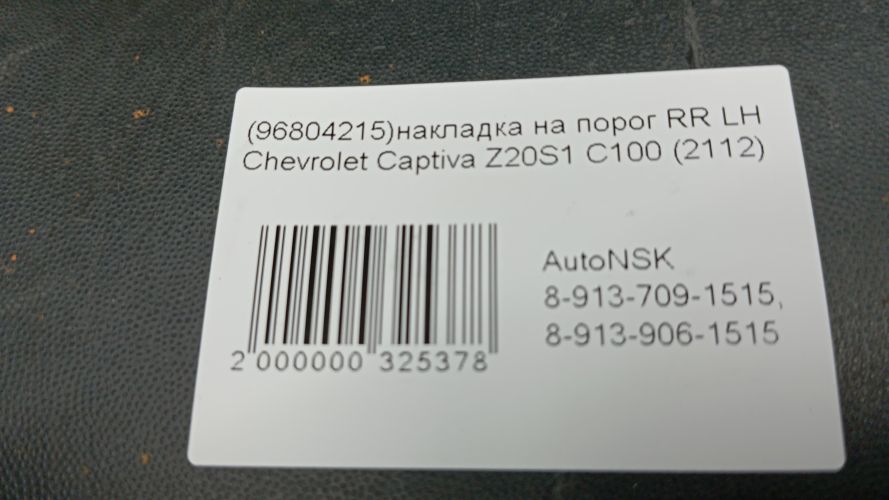 (96804215)накладка на порог RR LH
Chevrolet Captiva Z20S1 C100 (2112)
AutoNSK
8-913-709-1515,
8-913-906-1515
2 000000 325378